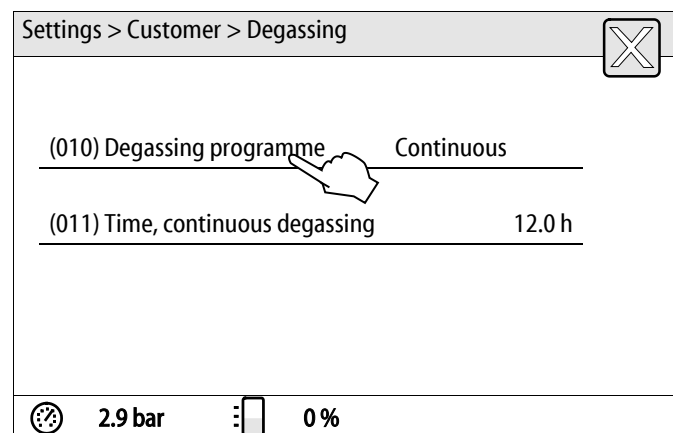 Settings > Customer > Degassing
(010) Degassing programme Continuous
(011) Time, continuous degassing 12.0 h
2.9 bar 0 %